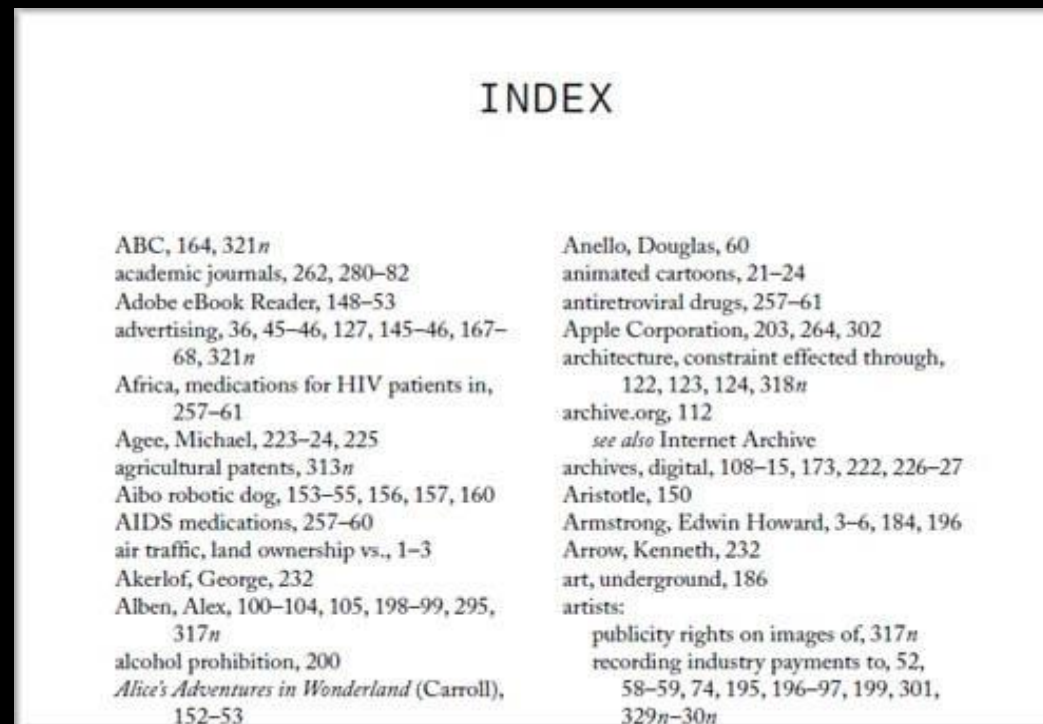 INDEX
ABC, 164, 321n
academic journals, 262, 280–82
Adobe eBook Reader, 148–53
advertising, 36, 45–46, 127, 145–46, 167–
68, 321n
Africa, medications for HIV patients in,
257–61
Agee, Michael, 223–24, 225
agricultural patents, 313n
Aibo robotic dog, 153–55, 156, 157, 160
AIDS medications, 257–60
air traffic, land ownership vs., 1–3
Akerlof, George, 232
Alben, Alex, 100–104, 105, 198–99, 295,
317n
alcohol prohibition, 200
Alice's Adventures in Wonderland (Carroll),
152–53
Anello, Douglas, 60
animated cartoons, 21–24
antiretroviral drugs, 257–61
Apple Corporation, 203, 264, 302
architecture, constraint effected through,
122, 123, 124, 318n
archive.org, 112
see also Internet Archive
archives, digital, 108–15, 173, 222, 226–27
Aristotle, 150
Armstrong, Edwin Howard, 3–6, 184, 196
Arrow, Kenneth, 232
art, underground, 186
artists:
publicity rights on images of, 317n
recording industry payments to, 52,
58–59, 74, 195, 196–97, 199, 301,
329n–30n